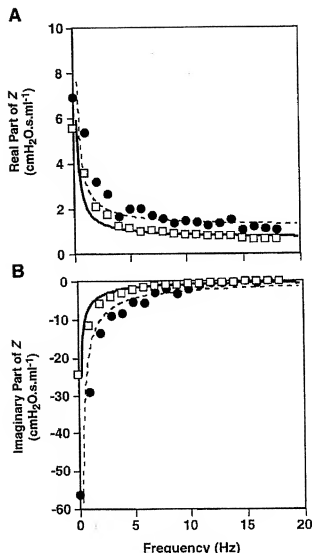 A
10
8
6
4
2
0
Real Part of Z
(cmH2O.s.ml-1)
B
0
-10
-20
-30
-40
-50
-60
Imaginary Part of Z
(cmH2O.s.ml-1)
0 5 10 15 20
Frequency (Hz)